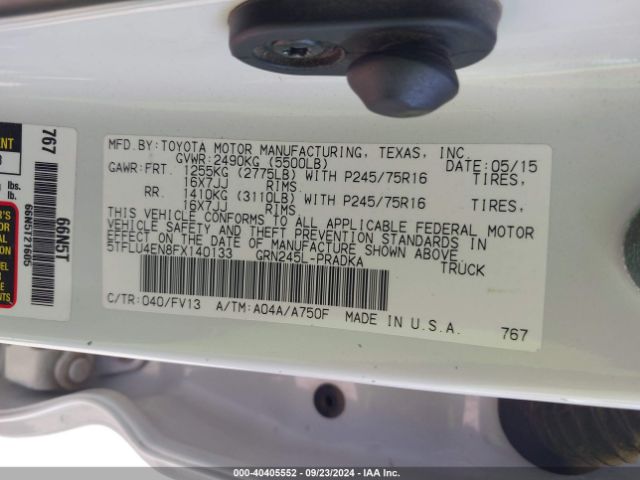 MFD.BY:TOYOTA MOTOR MANUFACTURING, TEXAS, INC.
GVWR:2490KG (5500LB) DATE:05/15
GAWR:FRT. 1255KG (2775LB) WITH P245/75R16 TIRES,
16X7JJ RIMS
RR. 1410KG (3110LB) WITH P245/75R16 TIRES,
16X7JJ RIMS
THIS VEHICLE CONFORMS TO ALL APPLICABLE FEDERAL MOTOR
VEHICLE SAFETY AND THEFT PREVENTION STANDARDS IN
EFFECT ON THE DATE OF MANUFACTURE SHOWN ABOVE.
5TFLU4EN8FX140133 GRN245L-PRADKA TRUCK
C/TR:040/FV13 A/TM:A04A/A750F MADE IN U.S.A. 767
767
66N5T
lbs.
000-40405552 - 09/23/2024 - IAA Inc.